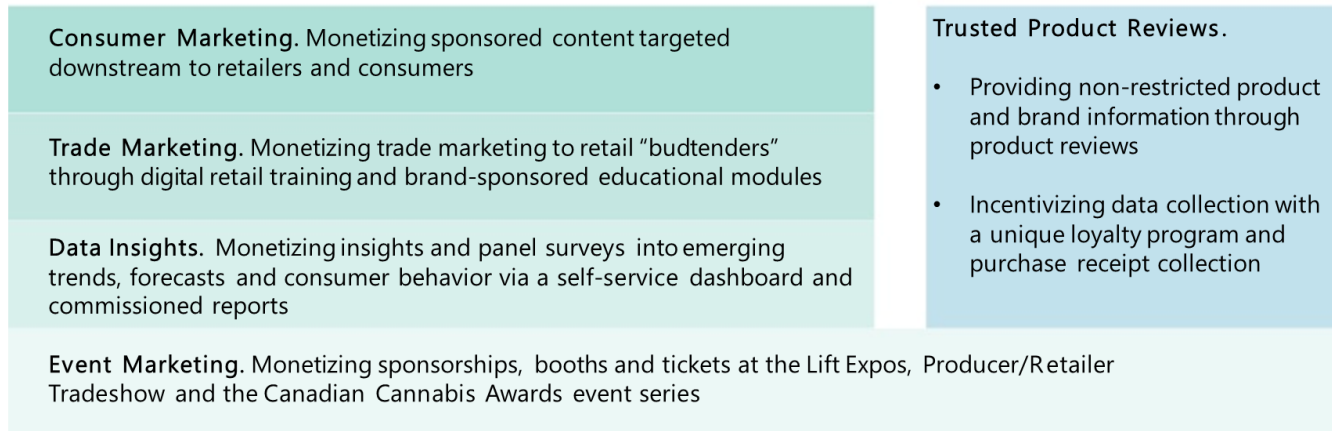 Consumer Marketing. Monetizing sponsored content targeted
downstream to retailers and consumers
Trade Marketing. Monetizing trade marketing to retail “budtenders”
through digital retail training and brand-sponsored educational modules
Data Insights. Monetizing insights and panel surveys into emerging
trends, forecasts and consumer behavior via a self-service dashboard and
commissioned reports
Trusted Product Reviews.
• Providing non-restricted product
and brand information through
product reviews
• Incentivizing data collection with
a unique loyalty program and
purchase receipt collection
Event Marketing. Monetizing sponsorships, booths and tickets at the Lift Expos, Producer/Retailer
Tradeshow and the Canadian Cannabis Awards event series